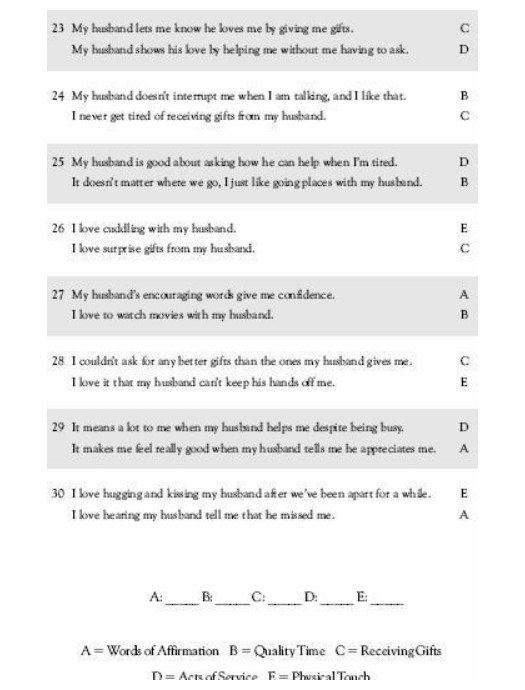 23 My husband lets me know he loves me by giving me gifts. C
My husband shows his love by helping me without me having to ask. D
24 My husband doesn't interrupt me when I am talking, and I like that. B
I never get tired of receiving gifts from my husband. C
25 My husband is good about asking how he can help when I'm tired. D
It doesn't matter where we go, I just like going places with my husband. B
26 I love cuddling with my husband. E
I love surprise gifts from my husband. C
27 My husband's encouraging words give me confidence. A
I love to watch movies with my husband. B
28 I couldn't ask for any better gifts than the ones my husband gives me. C
I love it that my husband can't keep his hands off me. E
29 It means a lot to me when my husband helps me despite being busy. D
It makes me feel really good when my husband tells me he appreciates me. A
30 I love hugging and kissing my husband after we've been apart for a while. E
I love hearing my husband tell me that he missed me. A
A: _____ B: _____ C: _____ D: _____ E: _____
A = Words of Affirmation B = Quality Time C = Receiving Gifts
D = Acts of Service E = Physical Touch